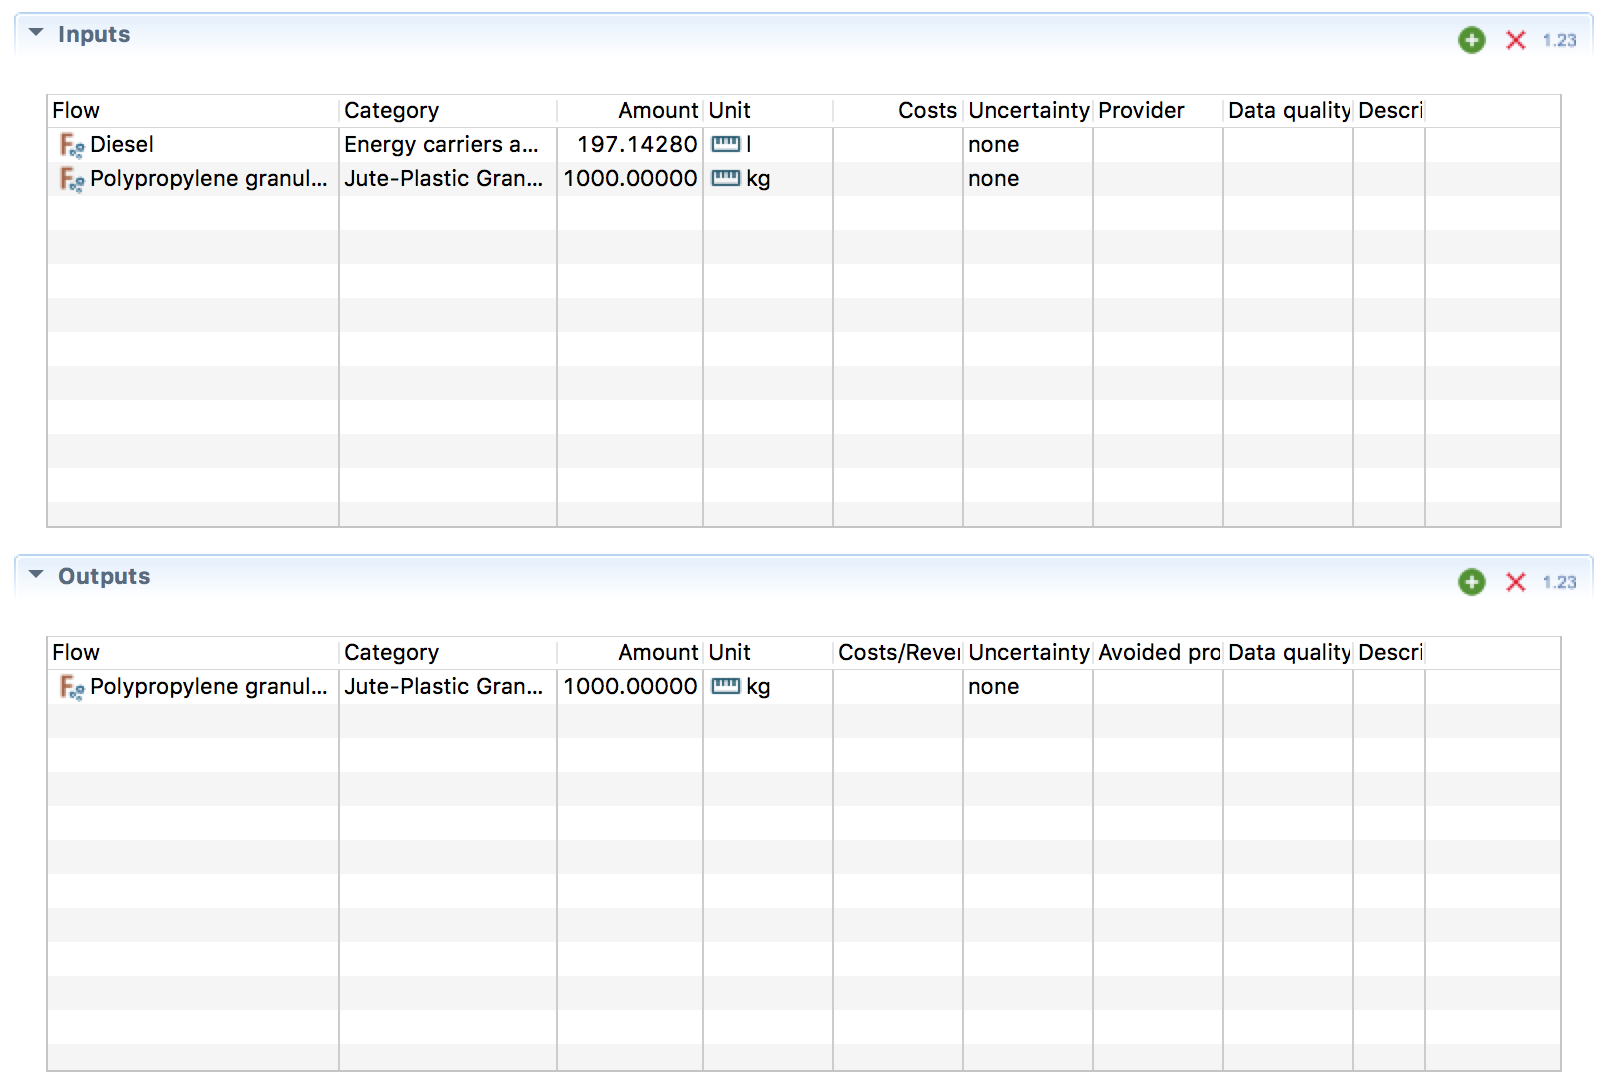 Inputs
1.23
Flow Category Amount Unit Costs Uncertainty Provider Data quality Descri
Diesel Energy carriers a... 197.14280 l none
Polypropylene granul... Jute-Plastic Gran... 1000.00000 kg none
Outputs
1.23
Flow Category Amount Unit Costs/Rever Uncertainty Avoided pro Data quality Descri
Polypropylene granul... Jute-Plastic Gran... 1000.00000 kg none